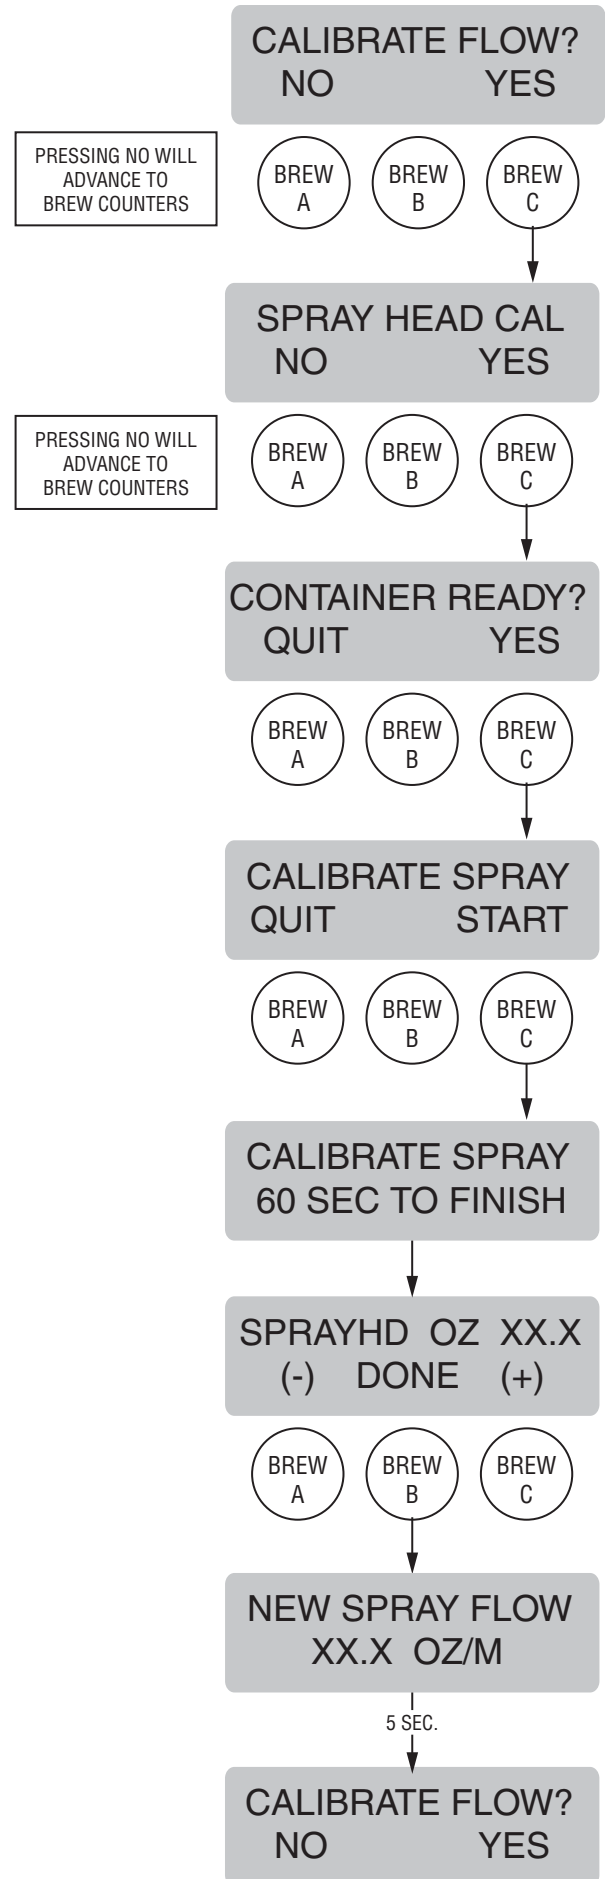 CALIBRATE FLOW?
NO YES
PRESSING NO WILL
ADVANCE TO
BREW COUNTERS
BREW
A
BREW
B
BREW
C
SPRAY HEAD CAL
NO YES
PRESSING NO WILL
ADVANCE TO
BREW COUNTERS
BREW
A
BREW
B
BREW
C
CONTAINER READY?
QUIT YES
BREW
A
BREW
B
BREW
C
CALIBRATE SPRAY
QUIT START
BREW
A
BREW
B
BREW
C
CALIBRATE SPRAY
60 SEC TO FINISH
SPRAYHD OZ XX.X
(-) DONE (+)
BREW
A
BREW
B
BREW
C
NEW SPRAY FLOW
XX.X OZ/M
5 SEC.
CALIBRATE FLOW?
NO YES